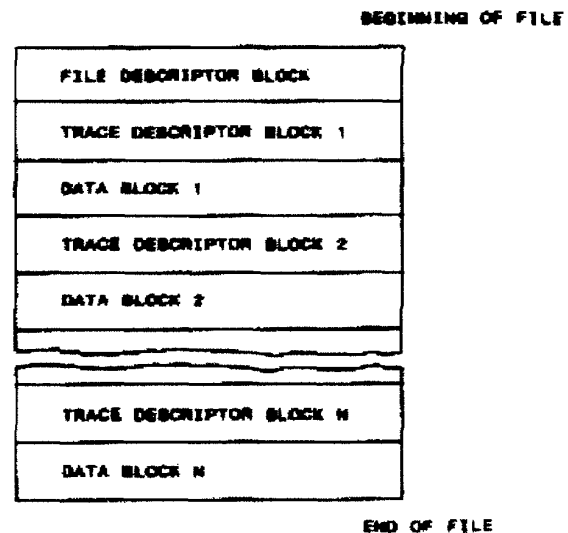 BEGINNING OF FILE
FILE DESCRIPTOR BLOCK
TRACE DESCRIPTOR BLOCK 1
DATA BLOCK 1
TRACE DESCRIPTOR BLOCK 2
DATA BLOCK 2
TRACE DESCRIPTOR BLOCK N
DATA BLOCK N
END OF FILE